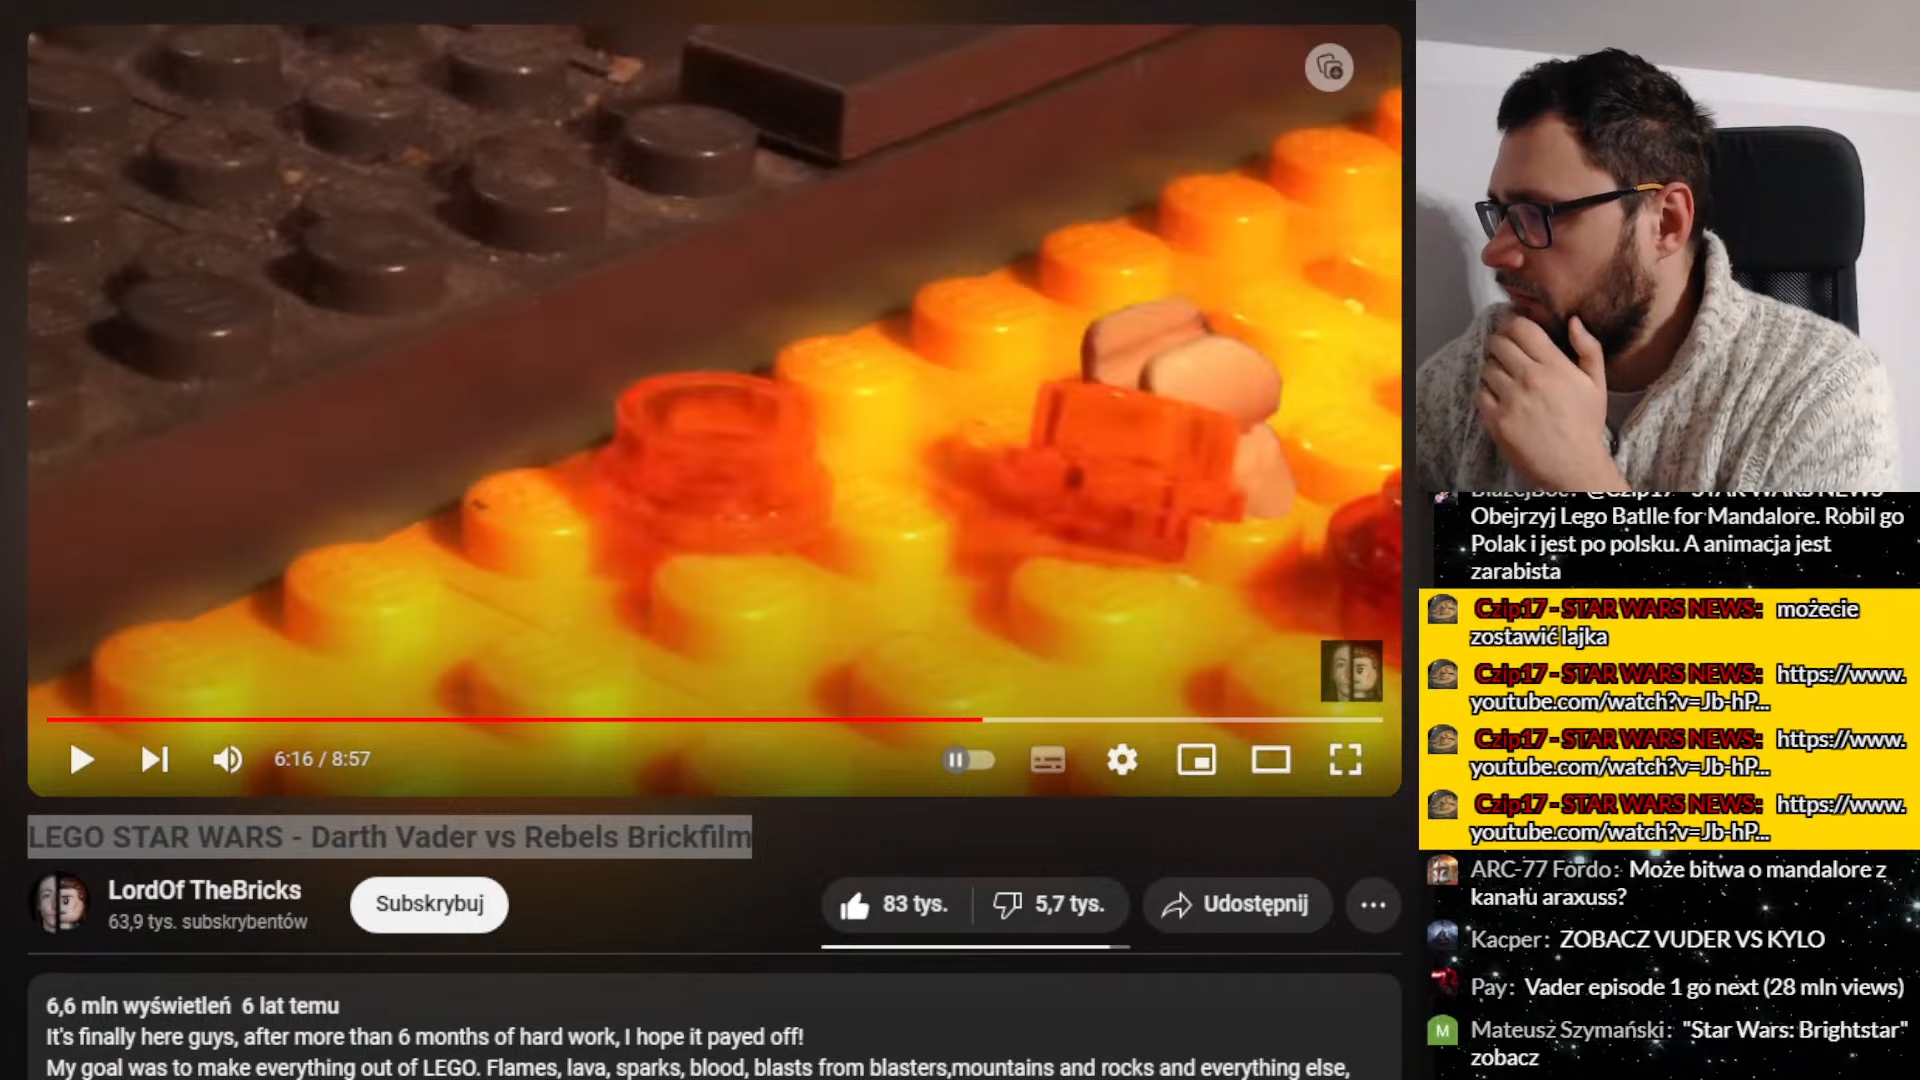 6:16 / 8:57
LEGO STAR WARS - Darth Vader vs Rebels Brickfilm
LordOf TheBricks
63,9 tys. subskrybentów
Subskrybuj
83 tys.
5,7 tys.
Udostępnij
6,6 mln wyświetleń 6 lat temu
It's finally here guys, after more than 6 months of hard work, I hope it payed off!
My goal was to make everything out of LEGO. Flames, lava, sparks, blood, blasts from blasters,mountains and rocks and everything else,
Obejrzyj Lego Batlle for Mandalore. Robil go
Polak i jest po polsku. A animacja jest
zarabista
Czip17 - STAR WARS NEWS: możecie
zostawić lajka
Czip17 - STAR WARS NEWS: https://www.
youtube.com/watch?v=Jb-hP...
Czip17 - STAR WARS NEWS: https://www.
youtube.com/watch?v=Jb-hP...
Czip17 - STAR WARS NEWS: https://www.
youtube.com/watch?v=Jb-hP...
ARC-77 Fordo: Może bitwa o mandalore z
kanału araxuss?
Kacper: ZOBACZ VUDER VS KYLO
Pay: Vader episode 1 go next (28 mln views)
M Mateusz Szymański: "Star Wars: Brightstar"
zobacz